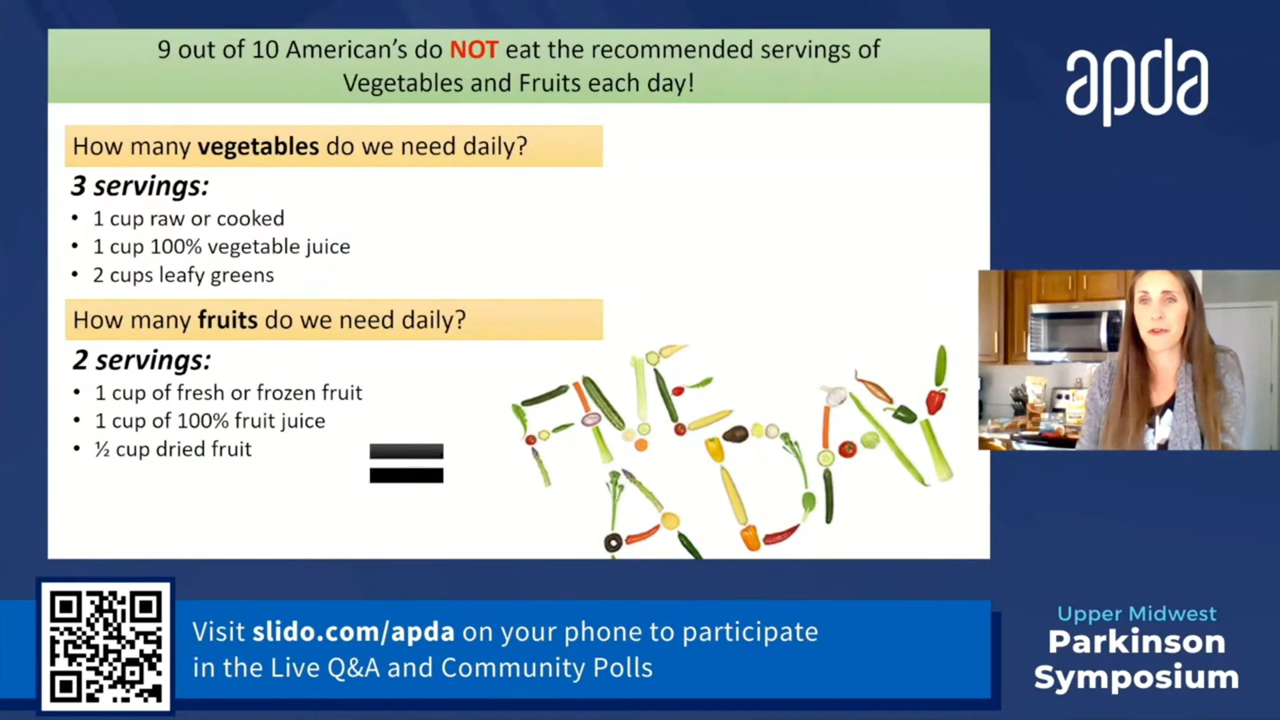 9 out of 10 American's do NOT eat the recommended servings of
Vegetables and Fruits each day!
How many vegetables do we need daily?
3 servings:
• 1 cup raw or cooked
• 1 cup 100% vegetable juice
• 2 cups leafy greens
How many fruits do we need daily?
2 servings:
• 1 cup of fresh or frozen fruit
• 1 cup of 100% fruit juice
• ½ cup dried fruit
=
FIVE
A DAY
apda
Visit slido.com/apda on your phone to participate
in the Live Q&A and Community Polls
Upper Midwest
Parkinson
Symposium